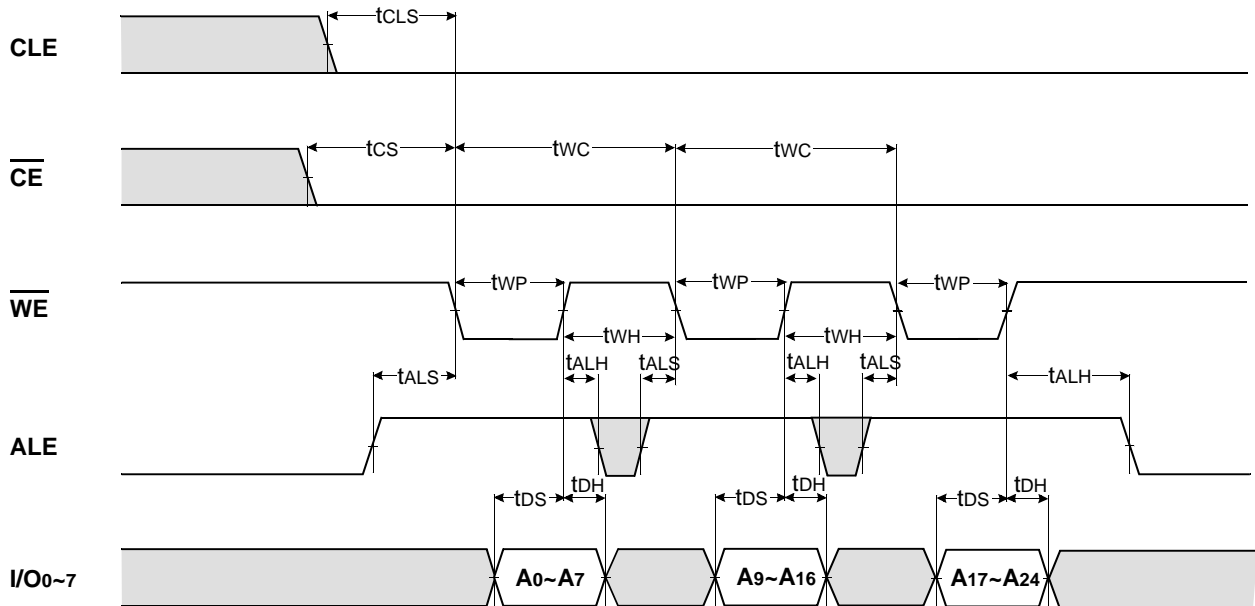 CLE
tCLS
CE
tCS
tWC
tWC
WE
tWP
tWP
tWP
tWH
tWH
tALS
tALH
tALS
tALH
tALS
tALH
ALE
tDS
tDH
tDS
tDH
tDS
tDH
I/O0~7
A0~A7
A9~A16
A17~A24